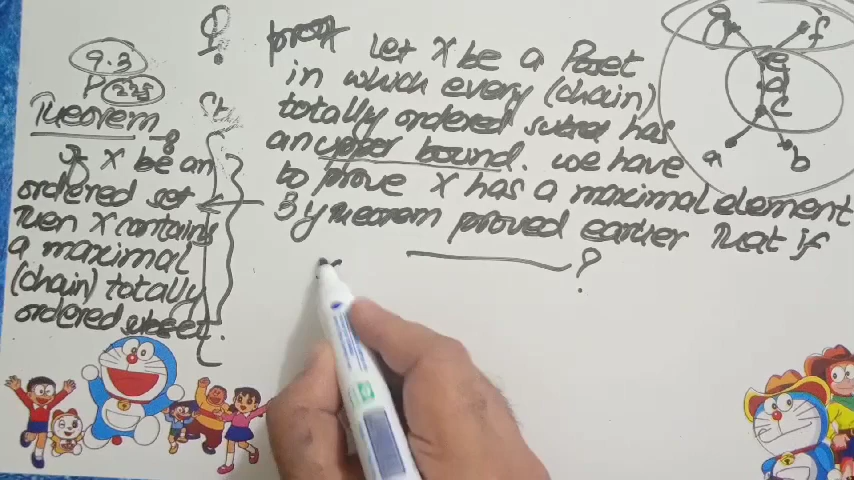 9.3
P 225
Theorem
If X be an
ordered set
then X contains
a maximal
(chain) totally
ordered subset.
St
proof Let X be a Poset
in which every (chain)
totally ordered subset has
an upper bound. We have
to prove X has a maximal element
By theorem proved earlier that if
?
X
g
f
e
d
c
a
b